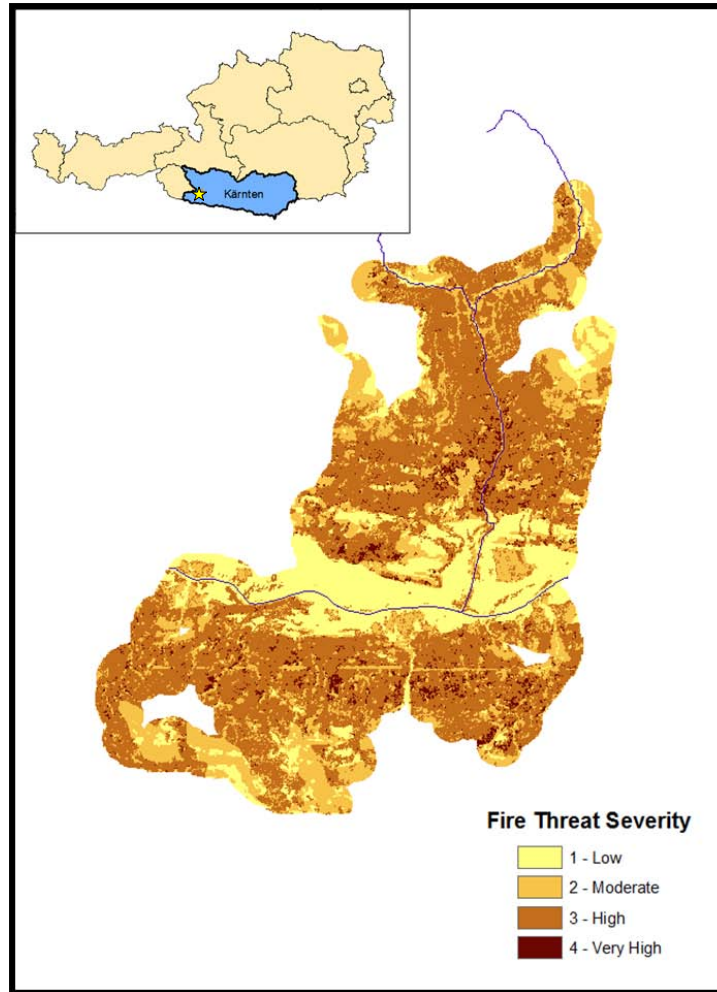 Kärnten
Fire Threat Severity
1 - Low
2 - Moderate
3 - High
4 - Very High